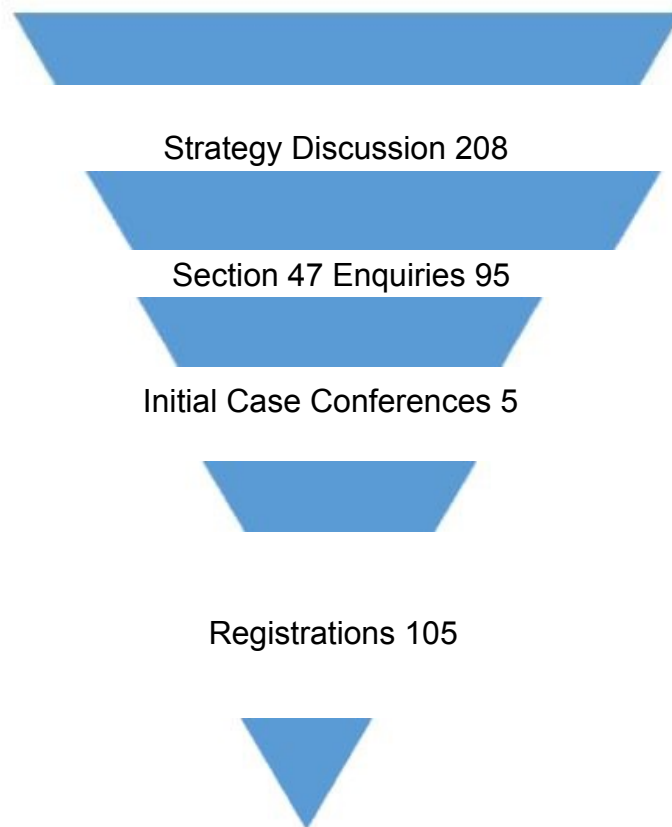 Strategy Discussion 208
Section 47 Enquiries 95
Initial Case Conferences 5
Registrations 105